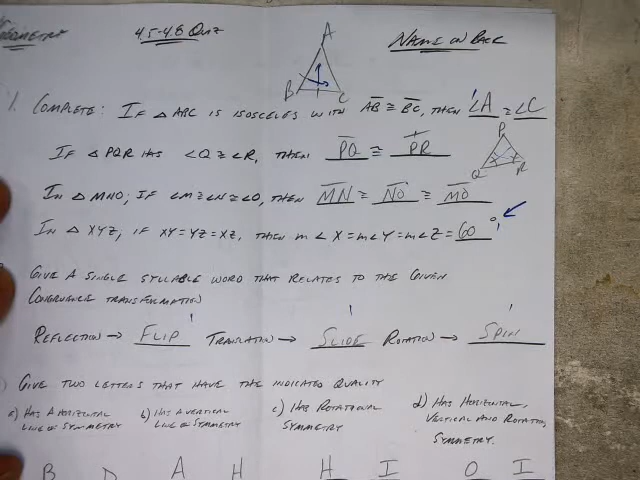 GEOMETRY 4.5-4.8 QUIZ NAME ON BACK
A
B C
1. COMPLETE: IF △ABC IS ISOSCELES WITH AB ≅ BC, THEN ∠A ≅ ∠C
P
IF △PQR HAS ∠Q ≅ ∠R, THEN PQ ≅ PR
Q R
IN △MNO, IF ∠M ≅ ∠N ≅ ∠O, THEN MN ≅ NO ≅ MO
IN △XYZ, IF XY = YZ = XZ, THEN m∠X = m∠Y = m∠Z = 60°
GIVE A SINGLE SYLLABLE WORD THAT RELATES TO THE GIVEN
CONGRUENCE TRANSFORMATION
REFLECTION → FLIP TRANSLATION → SLIDE ROTATION → SPIN
GIVE TWO LETTERS THAT HAVE THE INDICATED QUALITY
a) HAS A HORIZONTAL b) HAS A VERTICAL c) HAS ROTATIONAL d) HAS HORIZONTAL,
LINE OF SYMMETRY LINE OF SYMMETRY SYMMETRY VERTICAL AND ROTATION
SYMMETRY.
B D A H H I O I